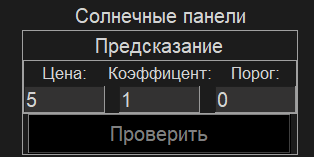 Солнечные панели
Предсказание
Цена: Коэффицент: Порог:
5 1 0
Проверить